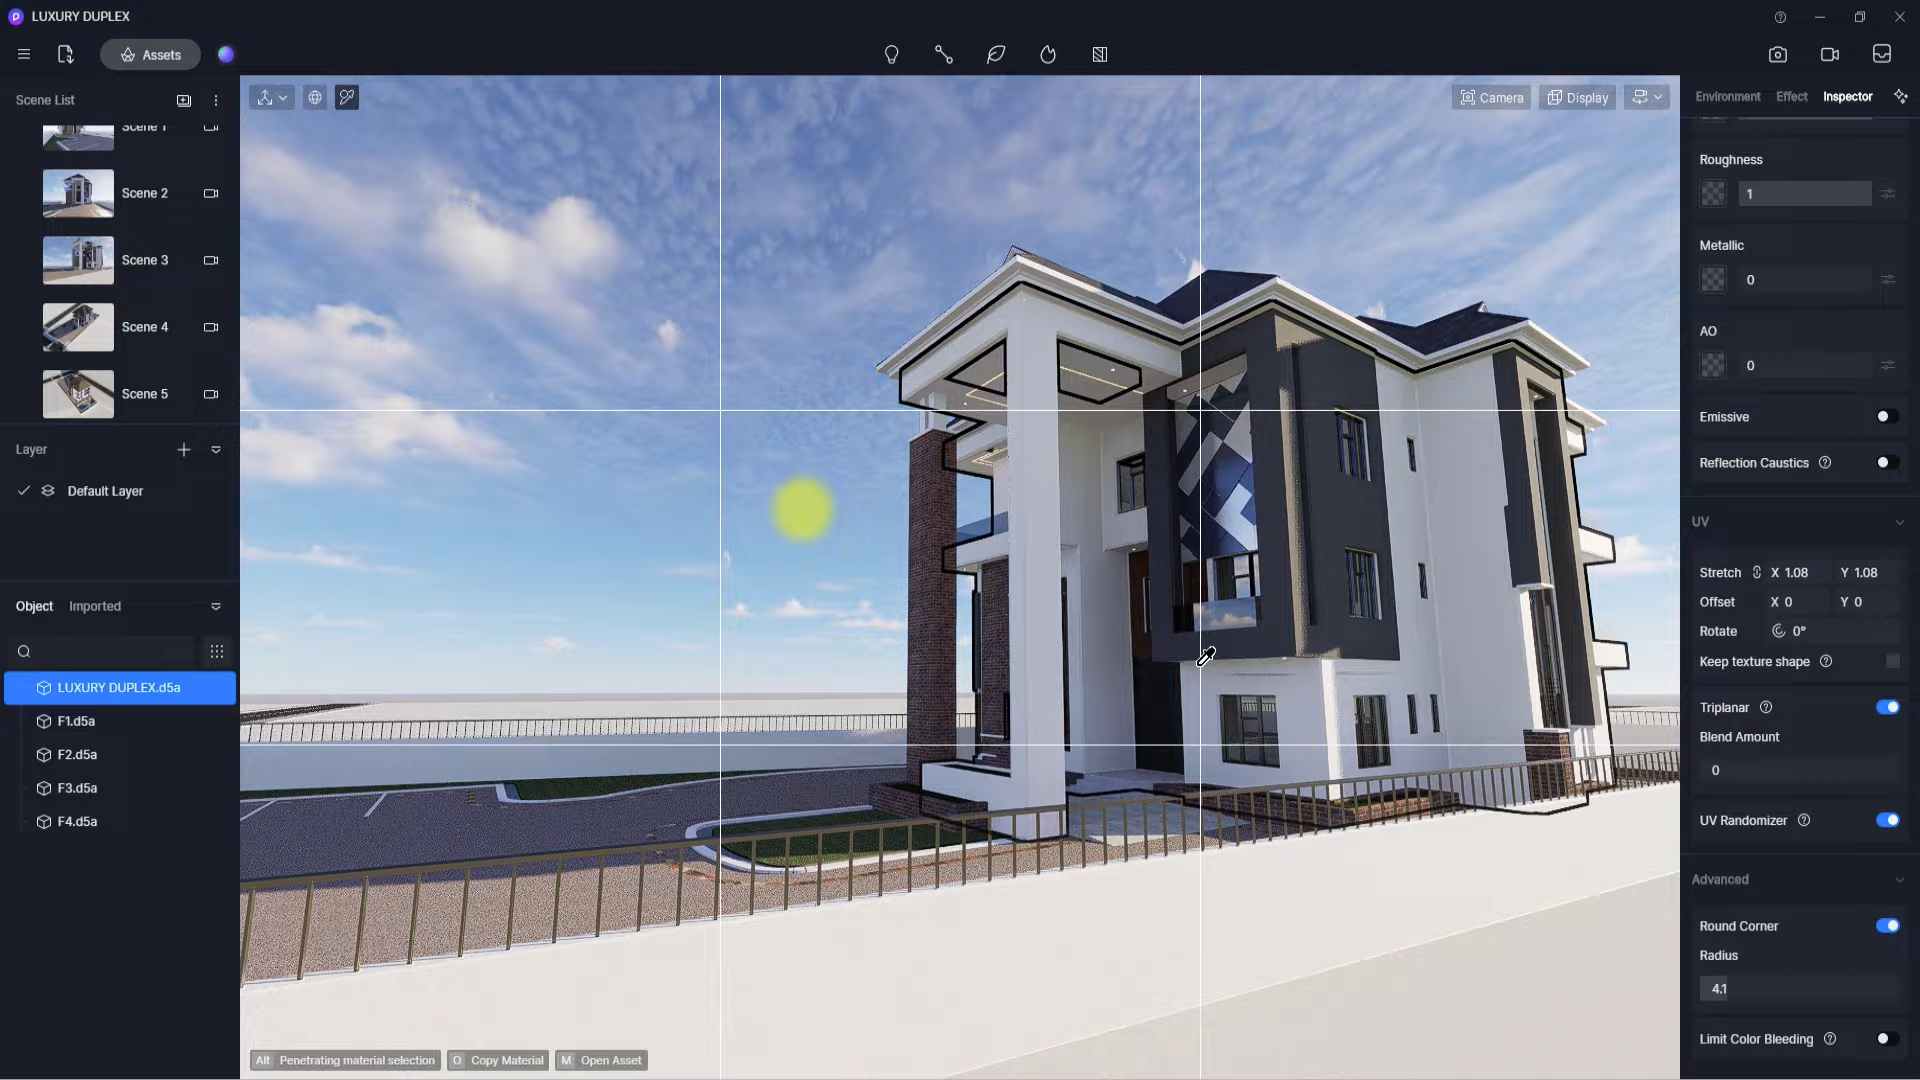 LUXURY DUPLEX
Assets
Scene List
Scene 1
Scene 2
Scene 3
Scene 4
Scene 5
Layer
Default Layer
Object Imported
LUXURY DUPLEX.d5a
F1.d5a
F2.d5a
F3.d5a
F4.d5a
Camera
Display
Alt Penetrating material selection O Copy Material M Open Asset
Environment Effect Inspector
Roughness
1
Metallic
0
AO
0
Emissive
Reflection Caustics
UV
Stretch X 1.08 Y 1.08
Offset X 0 Y 0
Rotate 0°
Keep texture shape
Triplanar
Blend Amount
0
UV Randomizer
Advanced
Round Corner
Radius
4.1
Limit Color Bleeding